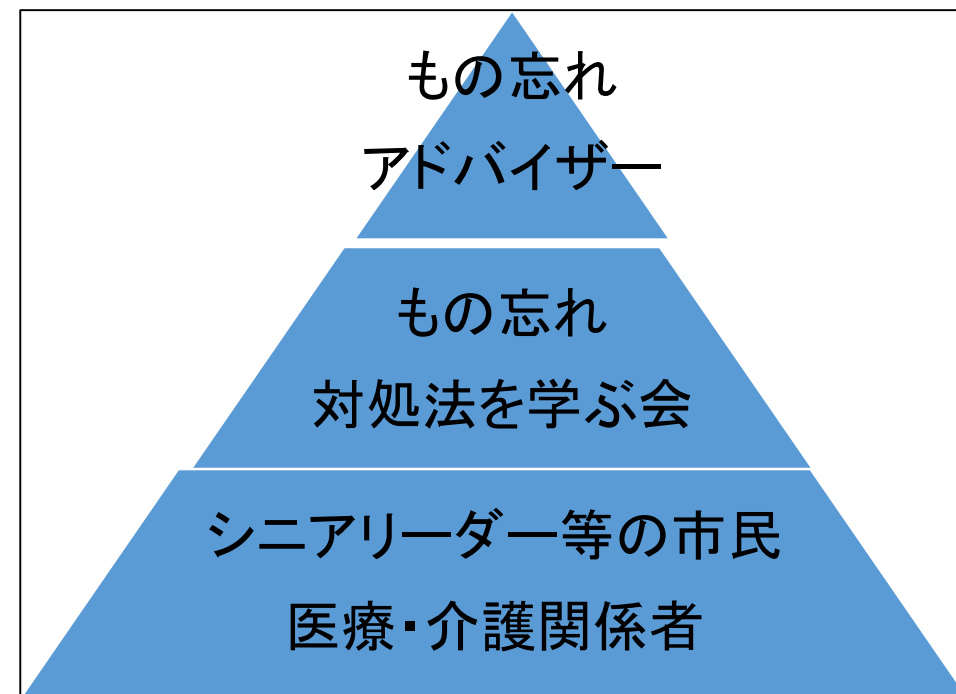 もの忘れ
アドバイザー
もの忘れ
対処法を学ぶ会
シニアリーダー等の市民
医療・介護関係者